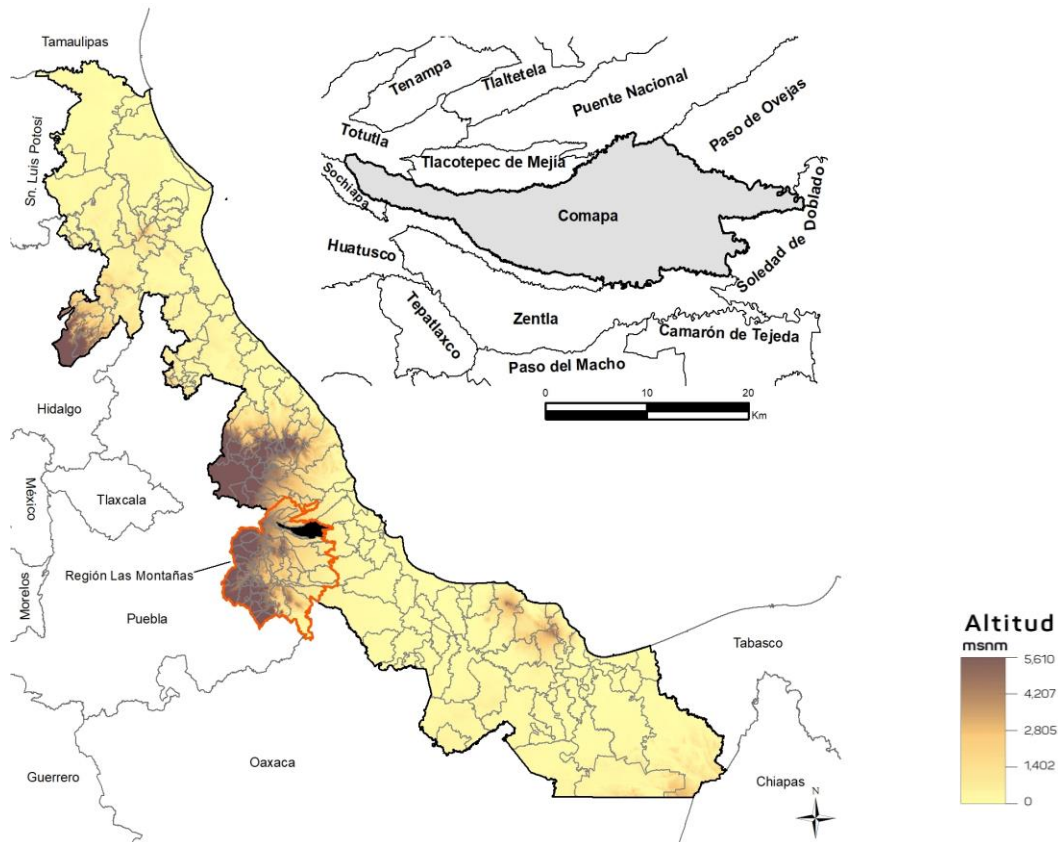 Tamaulipas
Sn. Luis Potosí
Hidalgo
México
Tlaxcala
Morelos
Región Las Montañas
Puebla
Guerrero
Oaxaca
Tabasco
Chiapas
N
Tenampa
Tlaltetela
Puente Nacional
Paso de Ovejas
Totutla
Tlacotepec de Mejía
Sochiapa
Comapa
Soledad de Doblado
Huatusco
Tepatlaxco
Zentla
Camarón de Tejeda
Paso del Macho
0 10 20
Km
Altitud
msnm
5,610
4,207
2,805
1402
0